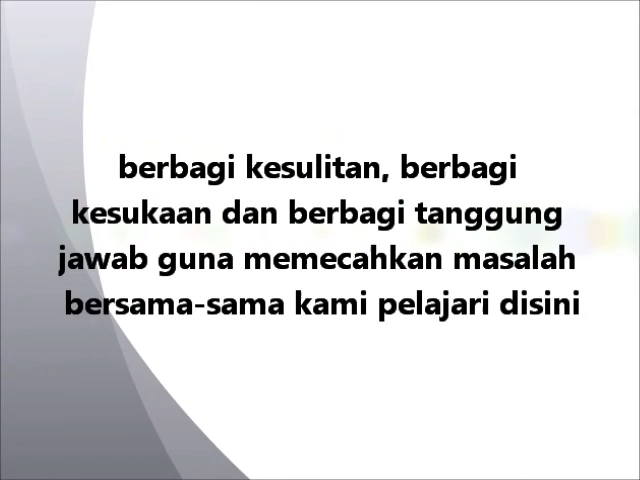 berbagi kesulitan, berbagi
kesukaan dan berbagi tanggung
jawab guna memecahkan masalah
bersama-sama kami pelajari disini